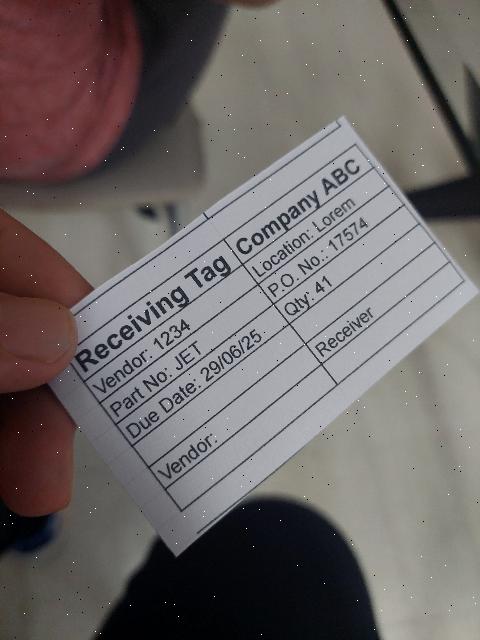 Receiving Tag Company ABC
Vendor: 1234 Location: Lorem
Part No: JET P.O. No.: 17574
Due Date: 29/06/25 Qty: 41
Vendor: Receiver